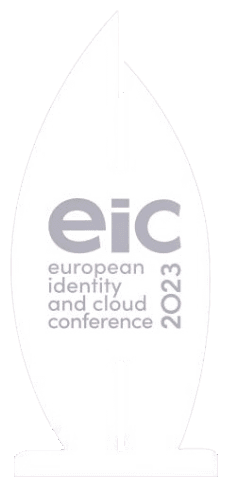 eic
european
identity
and cloud
conference
2023